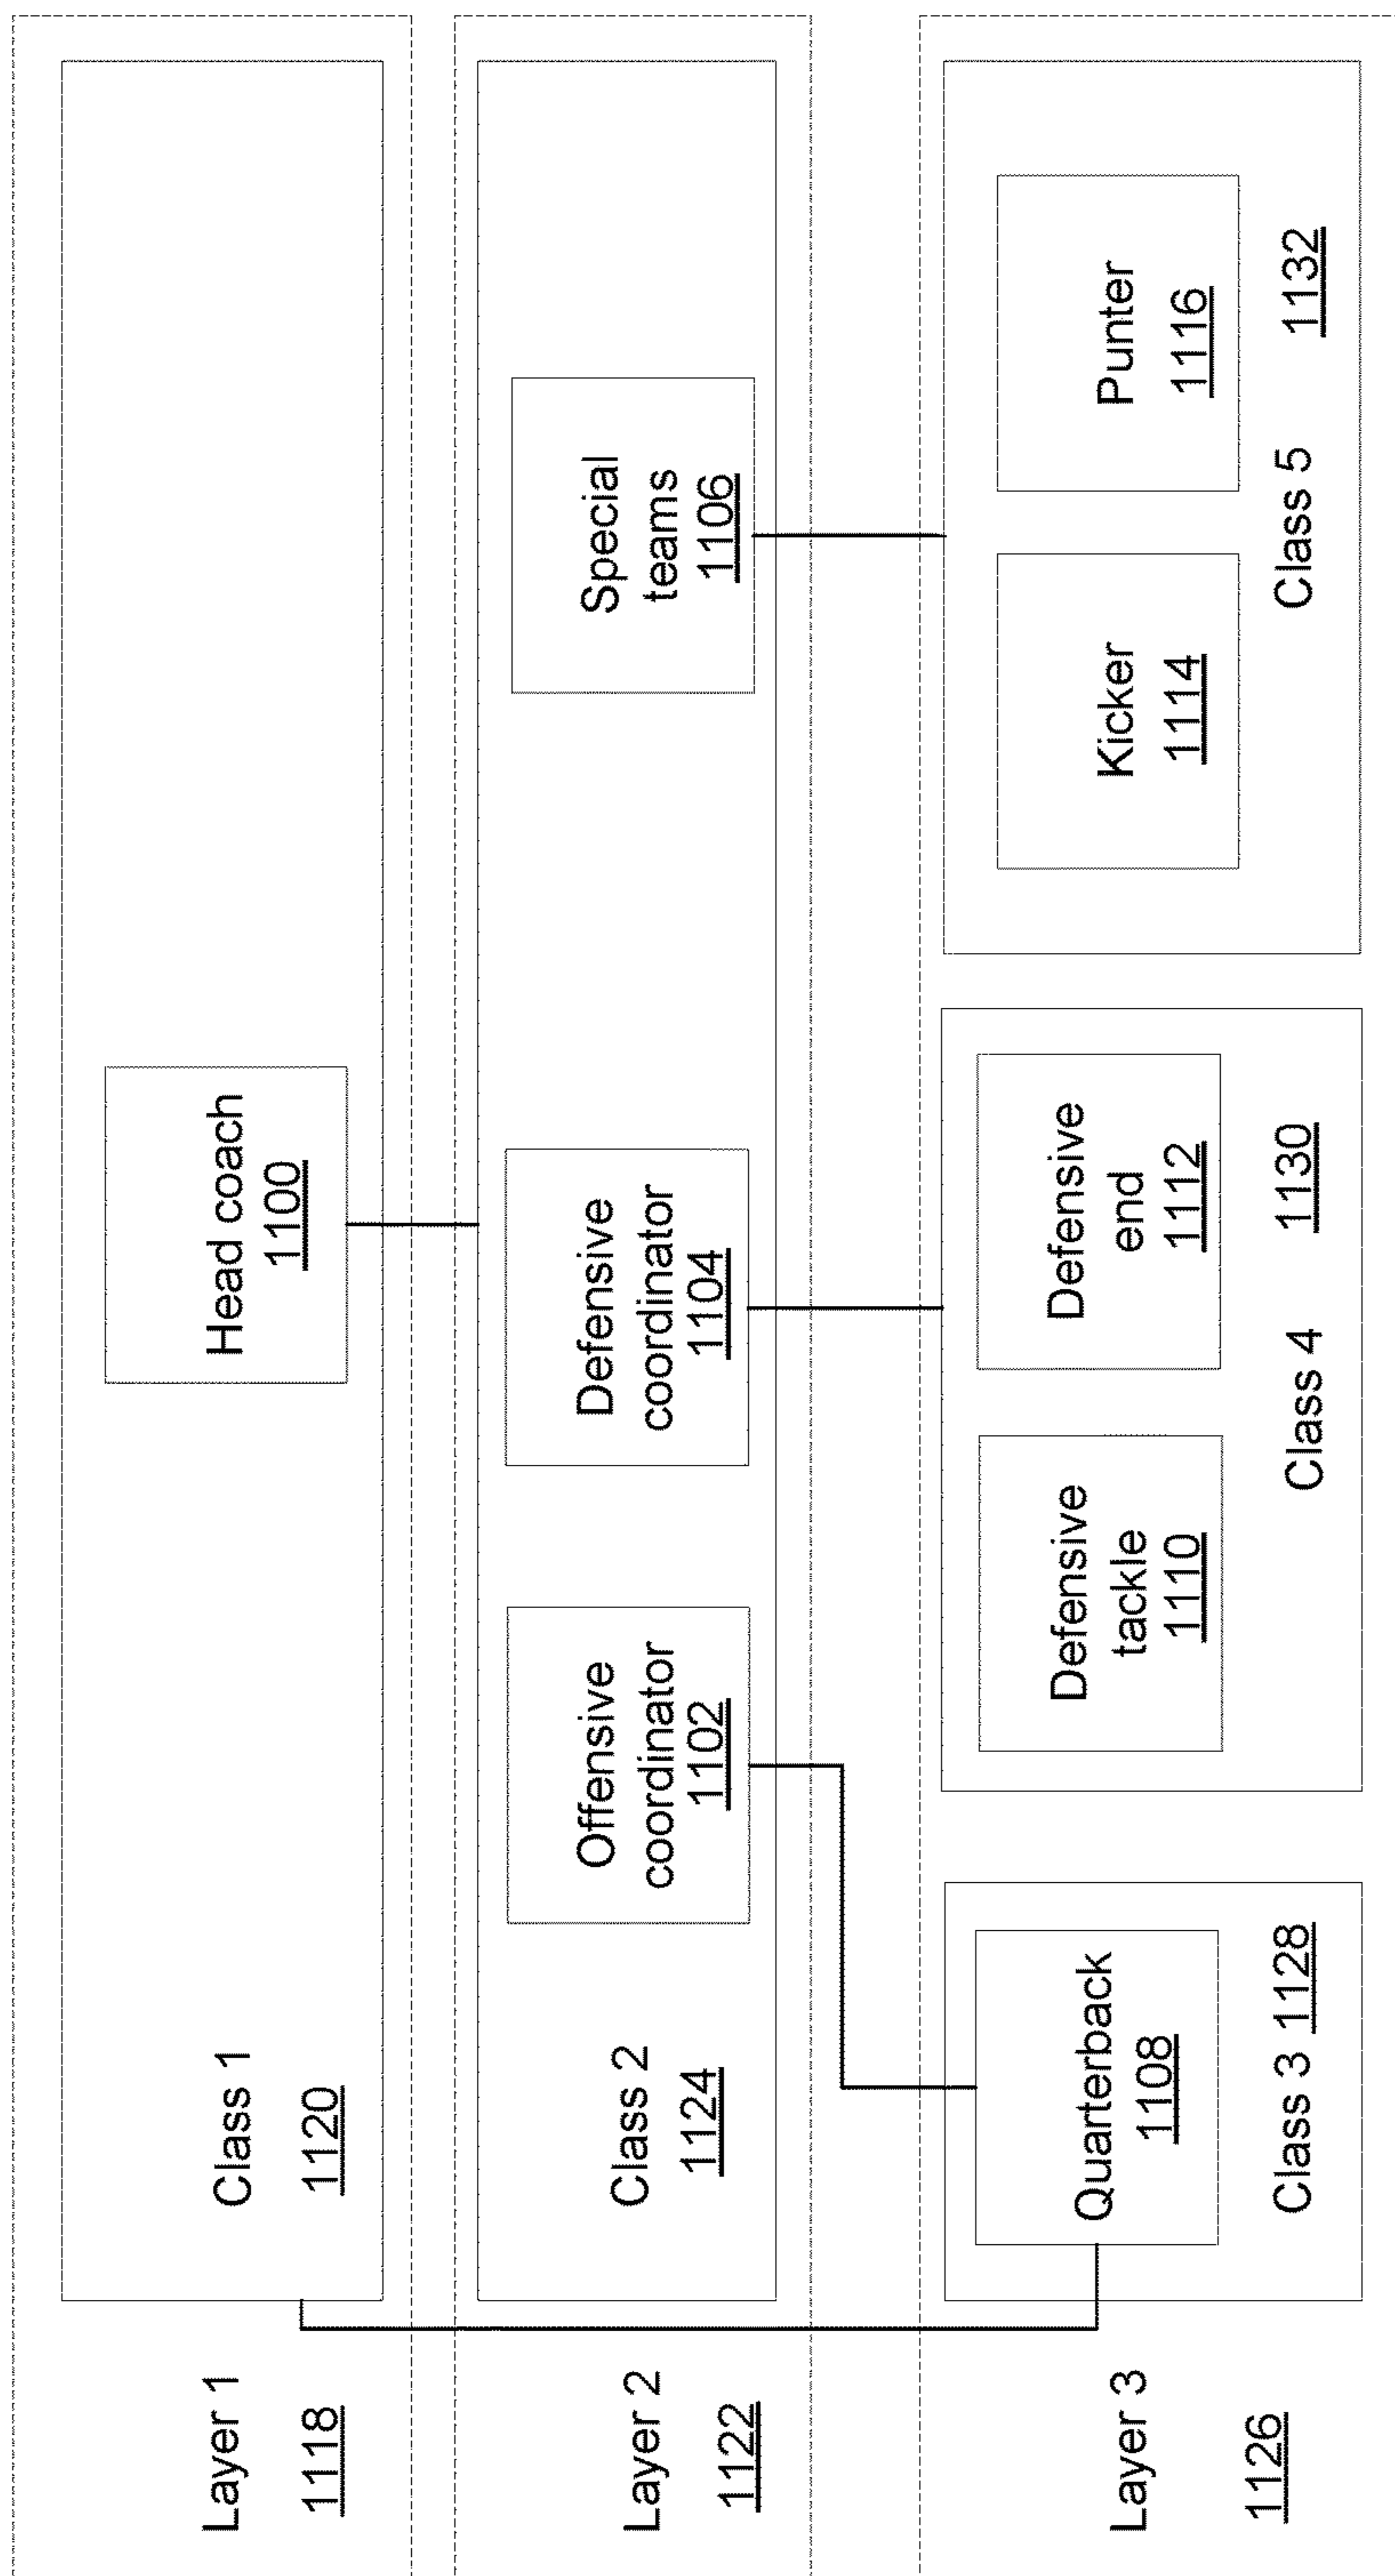 Layer 1
1118
Class 1
1120
Head coach
1100
Layer 2
1122
Class 2
1124
Offensive
coordinator
1102
Defensive
coordinator
1104
Special
teams
1106
Layer 3
1126
Quarterback
1108
Class 3 1128
Defensive
tackle
1110
Defensive
end
1112
Class 4
1130
Kicker
1114
Punter
1116
Class 5
1132